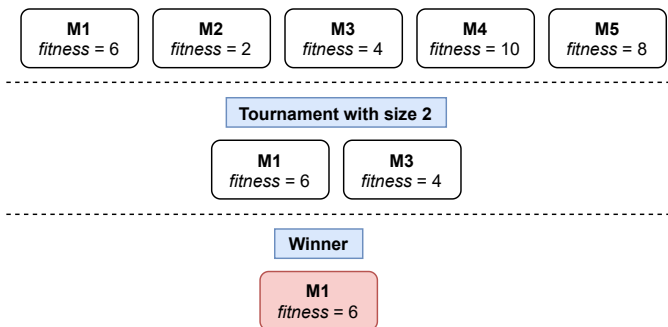 M1 M2 M3 M4 M5
fitness = 6 fitness = 2 fitness = 4 fitness = 10 fitness = 8
Tournament with size 2
M1 M3
fitness = 6 fitness = 4
Winner
M1
fitness = 6